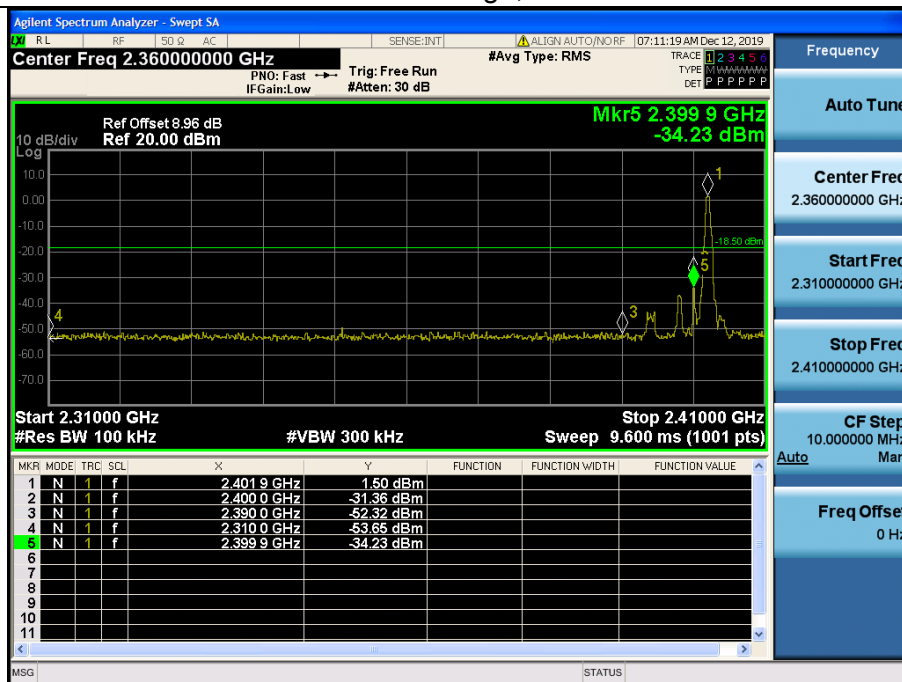 Agilent Spectrum Analyzer - Swept SA
LXI RL RF 50 Ω AC SENSE:INT ALIGN AUTO/NO RF 07:11:19 AM Dec 12, 2019
Center Freq 2.360000000 GHz
PNO: Fast
IFGain:Low
Trig: Free Run
#Atten: 30 dB
#Avg Type: RMS
TRACE 1 2 3 4 5 6
TYPE M WWWWW
DET P P P P P P
Frequency
Mkr5 2.399 9 GHz
-34.23 dBm
Ref Offset 8.96 dB
Ref 20.00 dBm
10 dB/div
Log
10.0
0.00
-10.0
-20.0
-30.0
-40.0
-50.0
-60.0
-70.0
1
-18.50 dBm
5
4
3
Start 2.31000 GHz
Stop 2.41000 GHz
#Res BW 100 kHz
#VBW 300 kHz
Sweep 9.600 ms (1001 pts)
MKR MODE TRC SCL X Y FUNCTION FUNCTION WIDTH FUNCTION VALUE
1 N 1 f 2.401 9 GHz 1.50 dBm
2 N 1 f 2.400 0 GHz -31.36 dBm
3 N 1 f 2.390 0 GHz -52.32 dBm
4 N 1 f 2.310 0 GHz -53.65 dBm
5 N 1 f 2.399 9 GHz -34.23 dBm
6
7
8
9
10
11
MSG
STATUS
Auto Tune
Center Freq
2.360000000 GHz
Start Freq
2.310000000 GHz
Stop Freq
2.410000000 GHz
CF Step
10.000000 MHz
Auto Man
Freq Offset
0 Hz